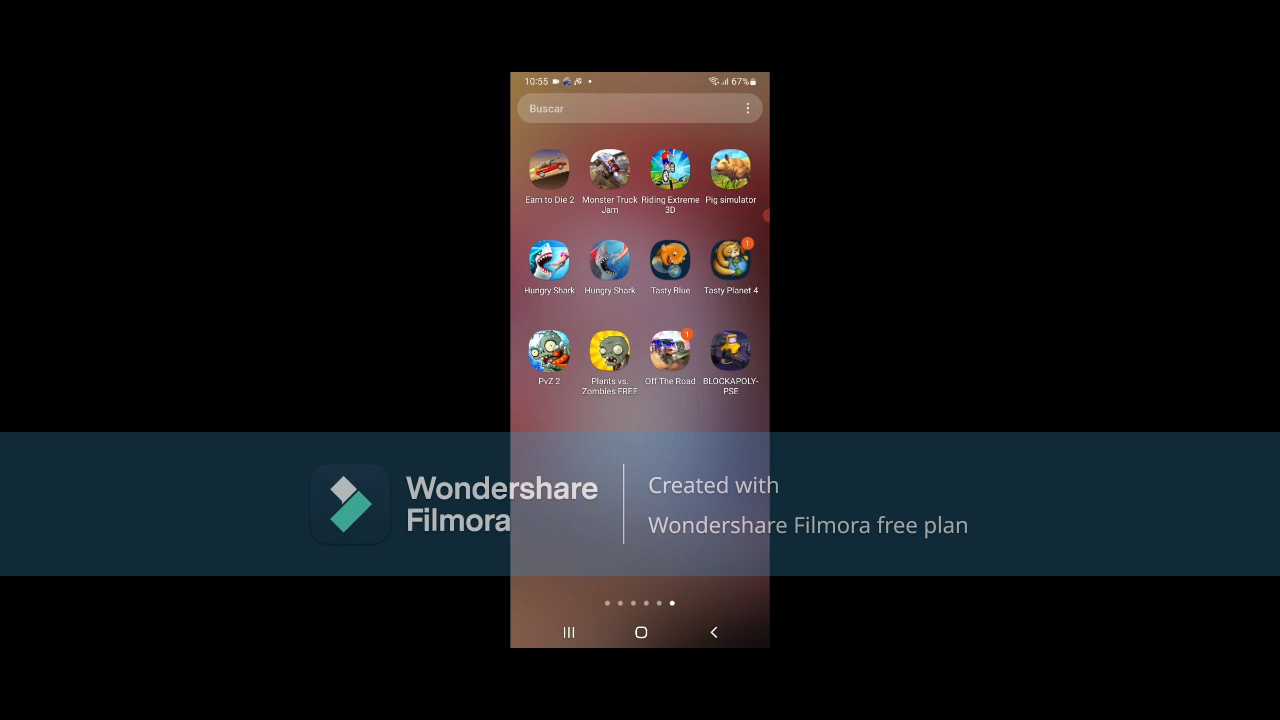 10:55
67%
Buscar
Earn to Die 2
Monster Truck
Jam
Riding Extreme
3D
Pig simulator
Hungry Shark
Hungry Shark
Tasty Blue
1
Tasty Planet 4
PvZ 2
Plants vs.
Zombies FREE
1
Off The Road
BLOCKAPOLY-
PSE
Wondershare
Filmora
Created with
Wondershare Filmora free plan